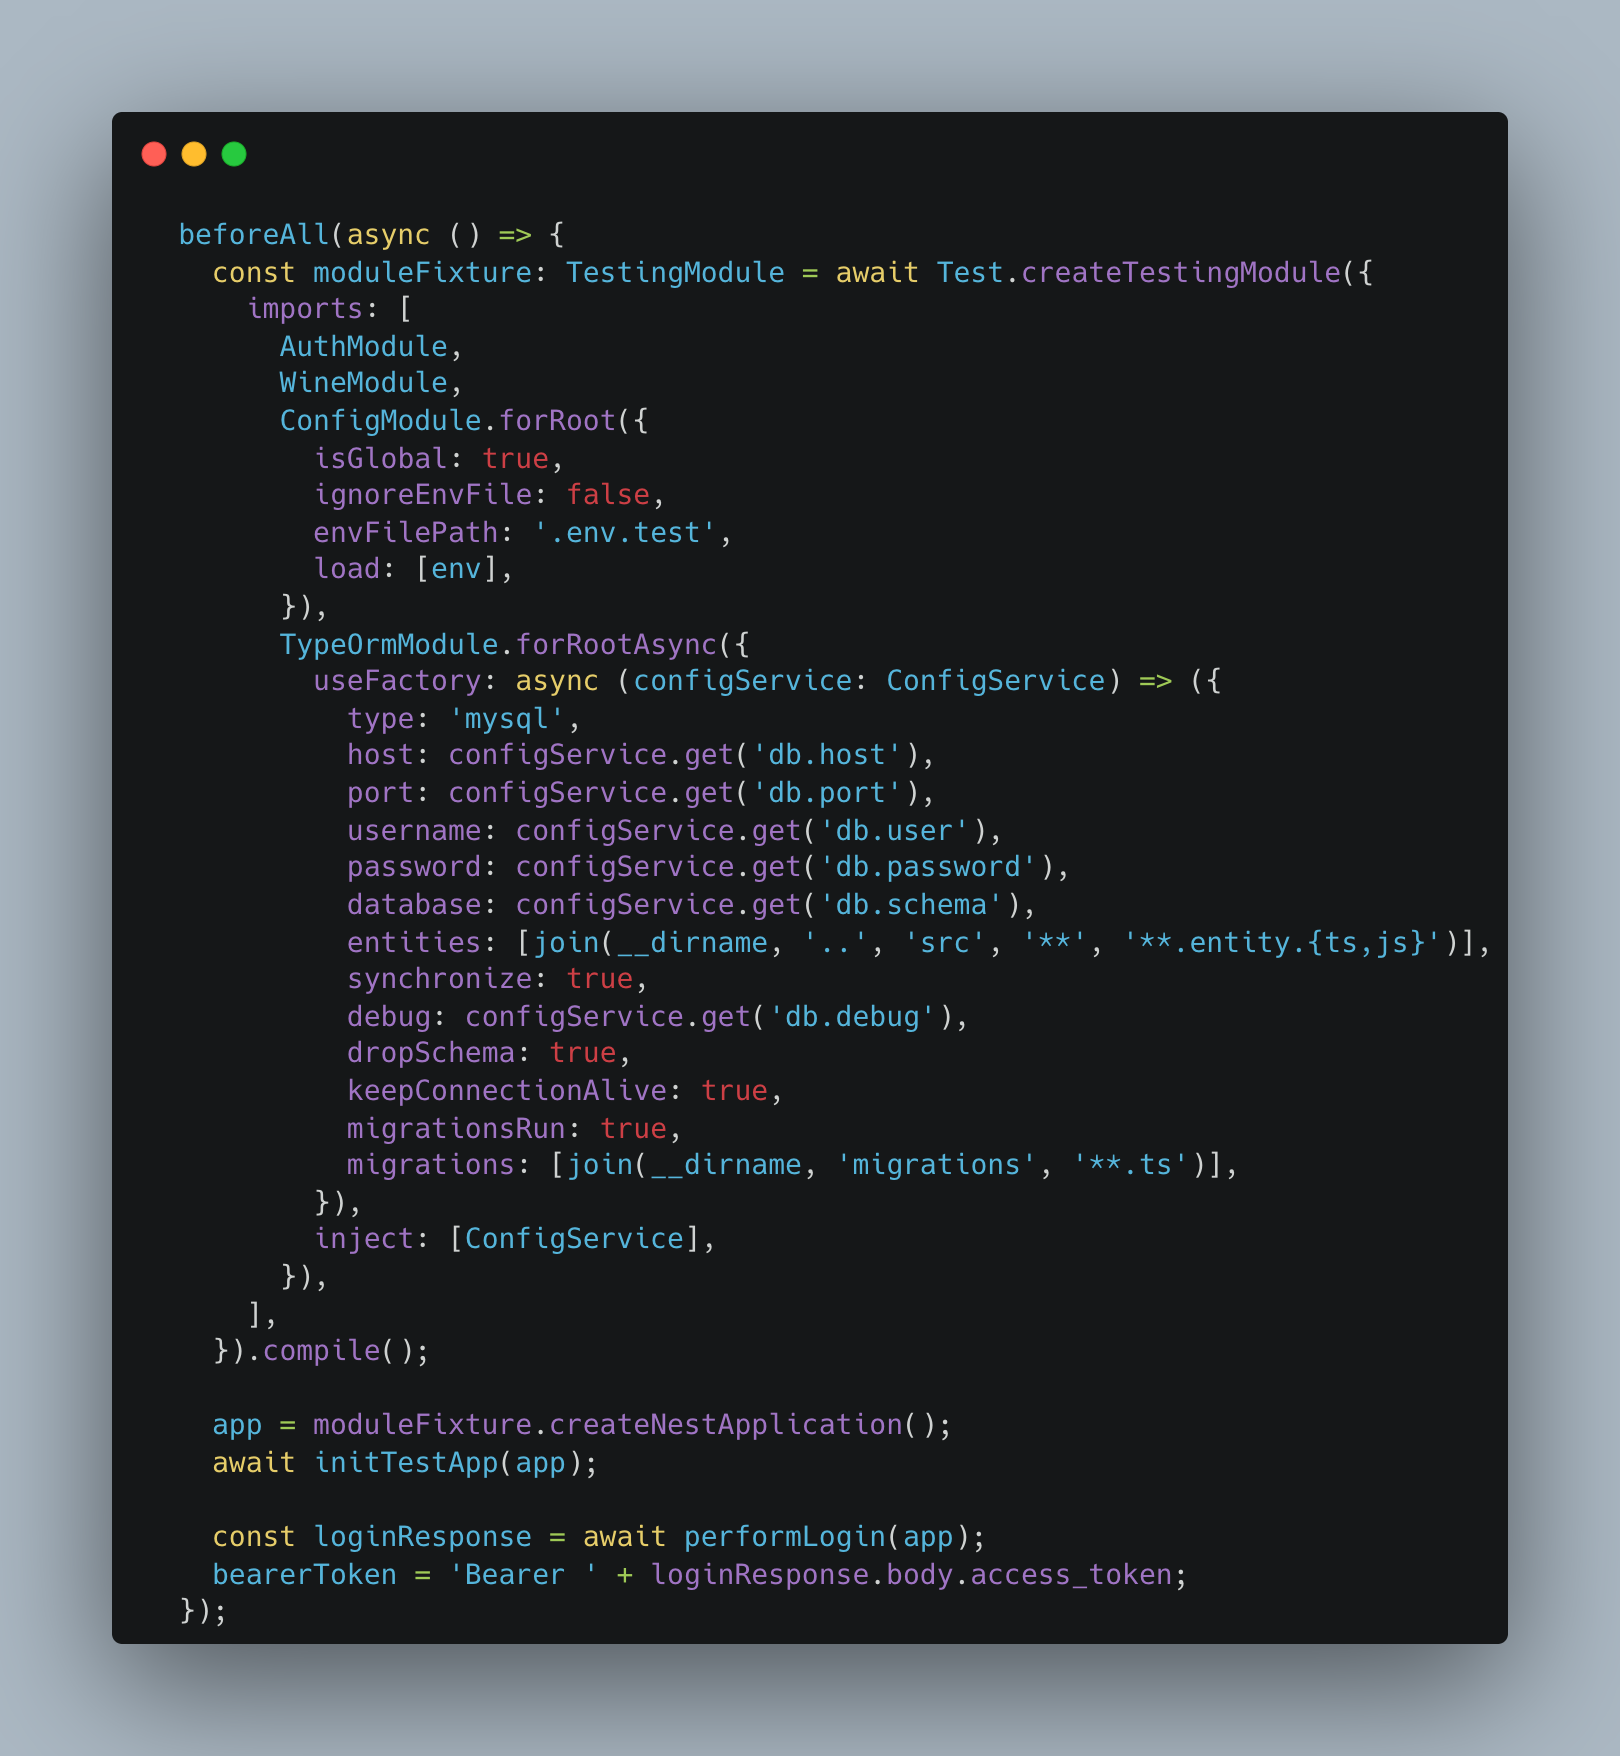 beforeAll(async () => {
  const moduleFixture: TestingModule = await Test.createTestingModule({
    imports: [
      AuthModule,
      WineModule,
      ConfigModule.forRoot({
        isGlobal: true,
        ignoreEnvFile: false,
        envFilePath: '.env.test',
        load: [env],
      }),
      TypeOrmModule.forRootAsync({
        useFactory: async (configService: ConfigService) => ({
          type: 'mysql',
          host: configService.get('db.host'),
          port: configService.get('db.port'),
          username: configService.get('db.user'),
          password: configService.get('db.password'),
          database: configService.get('db.schema'),
          entities: [join(__dirname, '..', 'src', '**', '**.entity.{ts,js}')],
          synchronize: true,
          debug: configService.get('db.debug'),
          dropSchema: true,
          keepConnectionAlive: true,
          migrationsRun: true,
          migrations: [join(__dirname, 'migrations', '**.ts')],
        }),
        inject: [ConfigService],
      }),
    ],
  }).compile();

  app = moduleFixture.createNestApplication();
  await initTestApp(app);

  const loginResponse = await performLogin(app);
  bearerToken = 'Bearer ' + loginResponse.body.access_token;
});